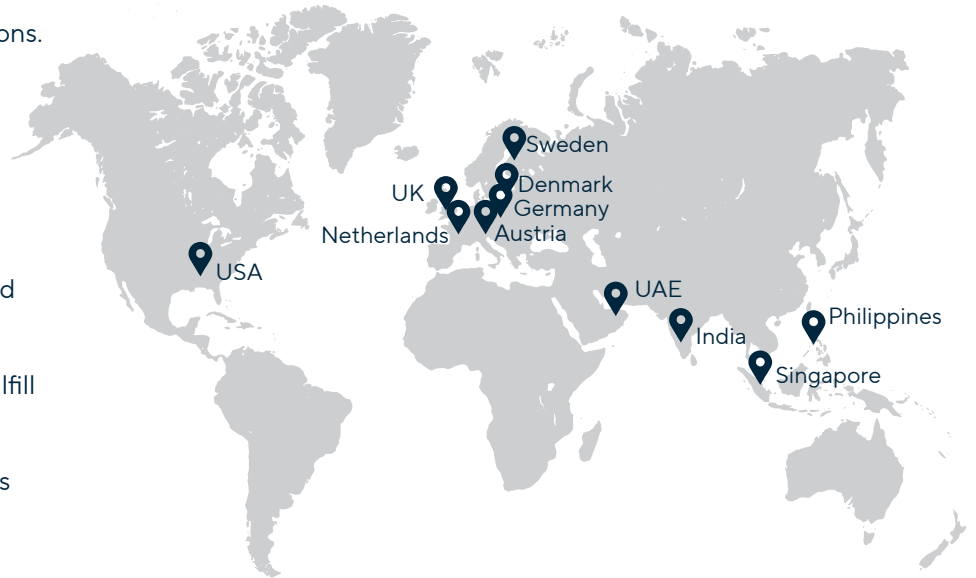 ons.
Sweden
UK
Denmark
Germany
Netherlands
Austria
USA
d
UAE
Philippines
India
Singapore
lfill
s